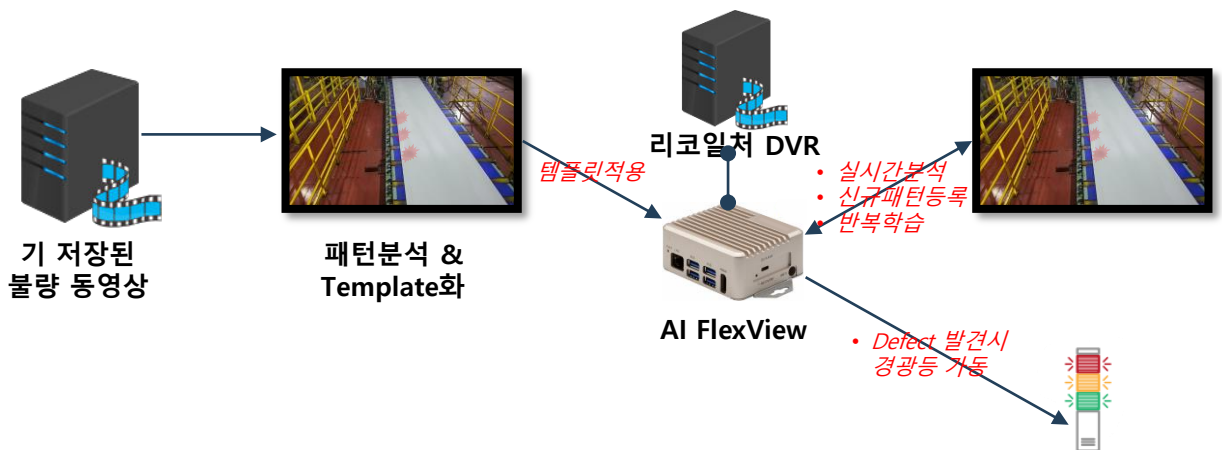 기 저장된
불량 동영상
패턴분석 &
Template화
템플릿적용
리코일처 DVR
• 실시간분석
• 신규패턴등록
• 반복학습
AI FlexView
• Defect 발견시
경광등 가동